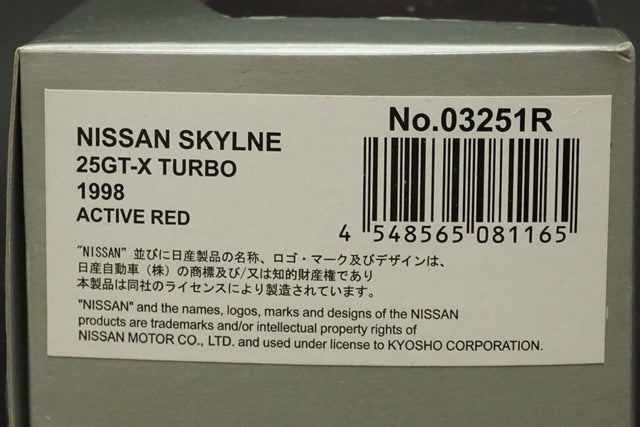 NISSAN SKYLNE
25GT-X TURBO
1998
ACTIVE RED
No.03251R
4 548565 081165
"NISSAN" 並びに日産製品の名称、ロゴ・マーク及びデザインは、
日産自動車（株）の商標及び/又は知的財産権であり
本製品は同社のライセンスにより製造されています。
"NISSAN" and the names, logos, marks and designs of the NISSAN
products are trademarks and/or intellectual property rights of
NISSAN MOTOR CO., LTD. and used under license to KYOSHO CORPORATION.